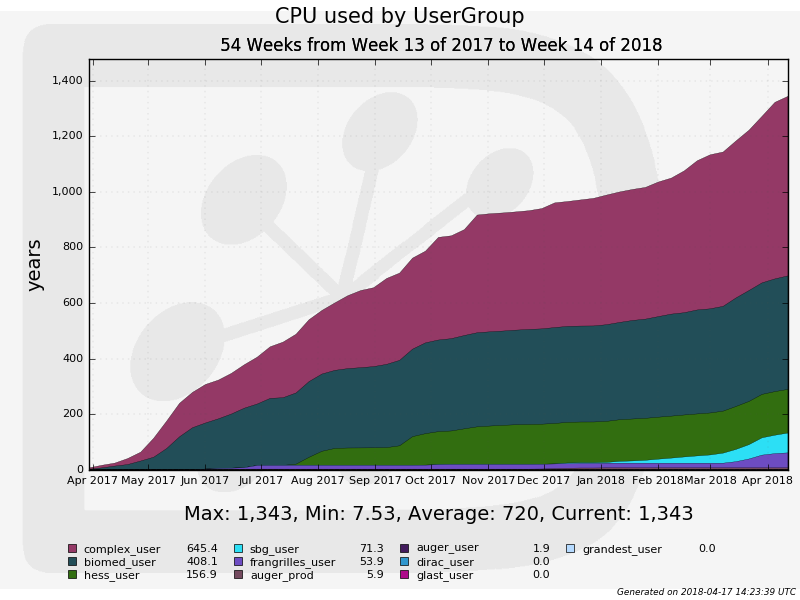 CPU used by UserGroup
54 Weeks from Week 13 of 2017 to Week 14 of 2018
1,400
1,200
1,000
800
600
400
200
0
years
Apr 2017 May 2017 Jun 2017 Jul 2017 Aug 2017 Sep 2017 Oct 2017 Nov 2017 Dec 2017 Jan 2018 Feb 2018 Mar 2018 Apr 2018
Max: 1,343, Min: 7.53, Average: 720, Current: 1,343
complex_user 645.4 sbg_user 71.3 auger_user 1.9 grandest_user 0.0
biomed_user 408.1 frangrilles_user 53.9 dirac_user 0.0
hess_user 156.9 auger_prod 5.9 glast_user 0.0
Generated on 2018-04-17 14:23:39 UTC